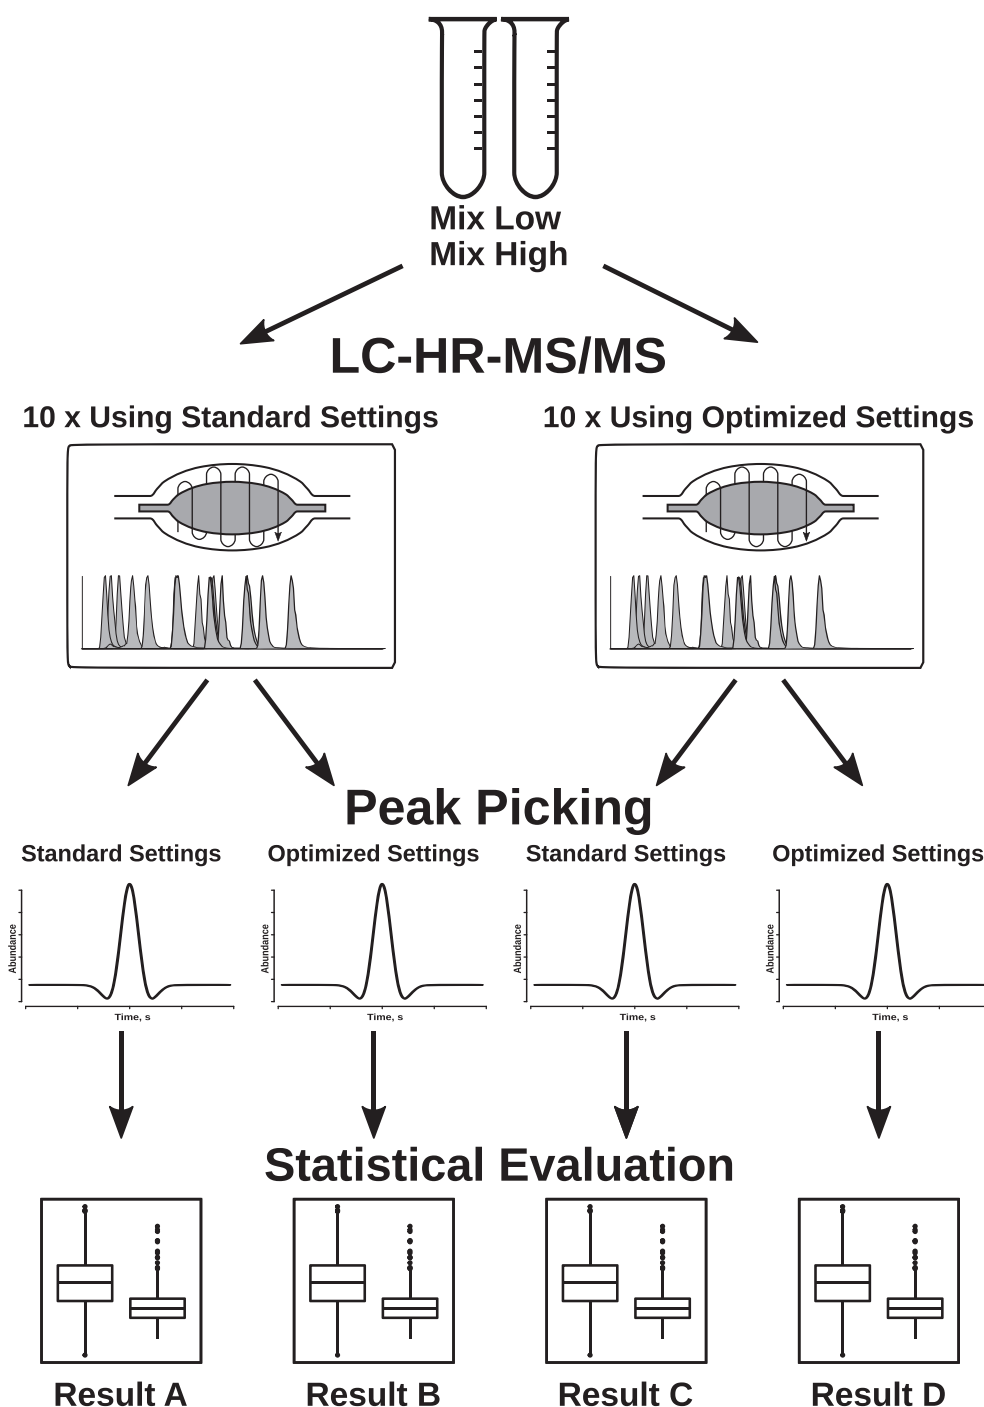 Mix Low
Mix High
LC-HR-MS/MS
10 x Using Standard Settings
10 x Using Optimized Settings
Peak Picking
Standard Settings
Optimized Settings
Standard Settings
Optimized Settings
Abundance
Time, s
Abundance
Time, s
Abundance
Time, s
Abundance
Time, s
Statistical Evaluation
Result A
Result B
Result C
Result D